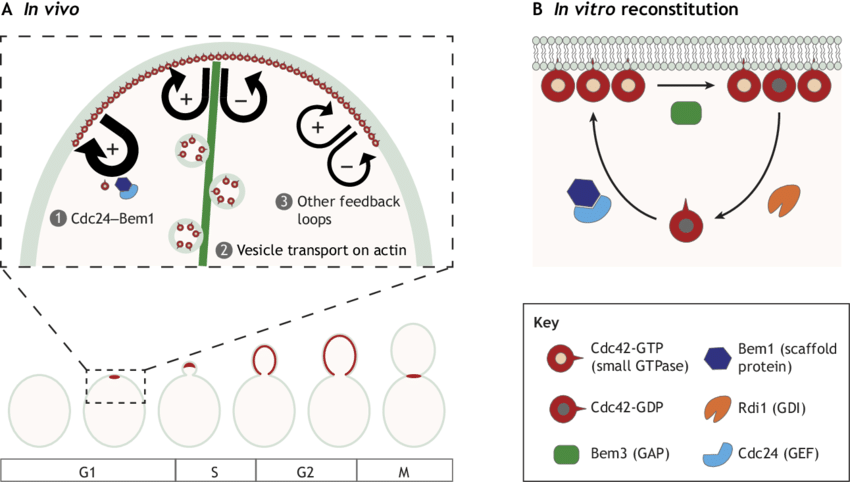 A In vivo
+
+
−
+
−
1 Cdc24–Bem1
3 Other feedback
loops
2 Vesicle transport on actin
G1
S
G2
M
B In vitro reconstitution
Key
Cdc42-GTP
(small GTPase)
Cdc42-GDP
Bem3 (GAP)
Bem1 (scaffold
protein)
Rdi1 (GDI)
Cdc24 (GEF)